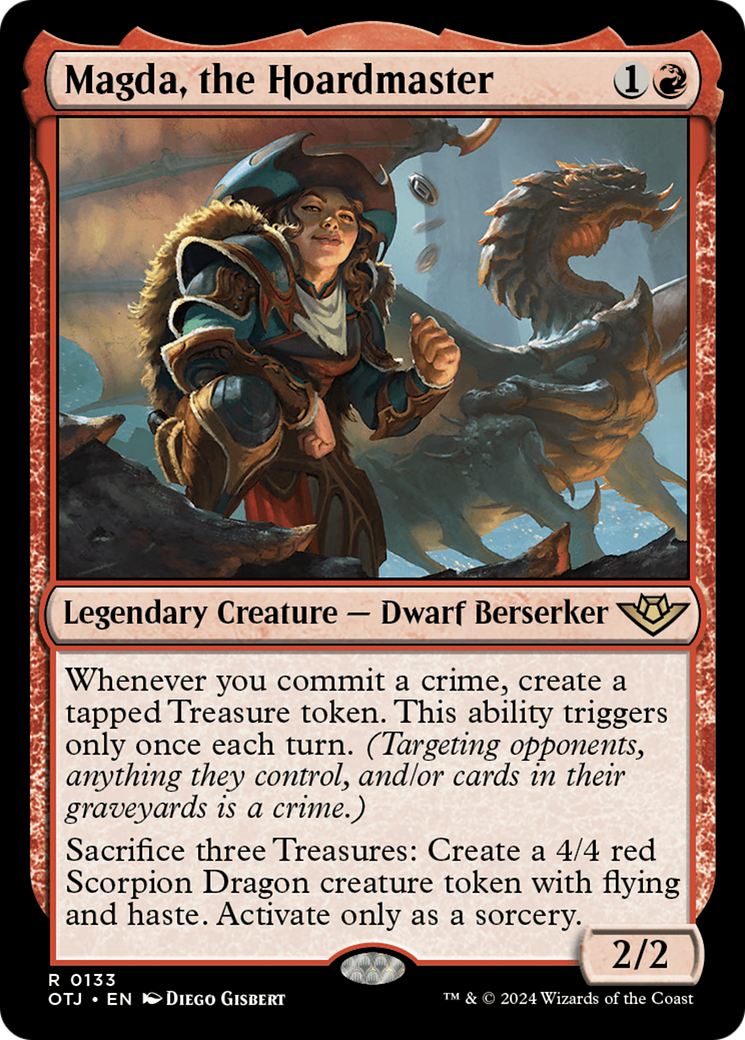 Magda, the Hoardmaster 1
Legendary Creature — Dwarf Berserker
Whenever you commit a crime, create a
tapped Treasure token. This ability triggers
only once each turn. (Targeting opponents,
anything they control, and/or cards in their
graveyards is a crime.)
Sacrifice three Treasures: Create a 4/4 red
Scorpion Dragon creature token with flying
and haste. Activate only as a sorcery.
2/2
R 0133
OTJ • EN Diego Gisbert
™ & © 2024 Wizards of the Coast